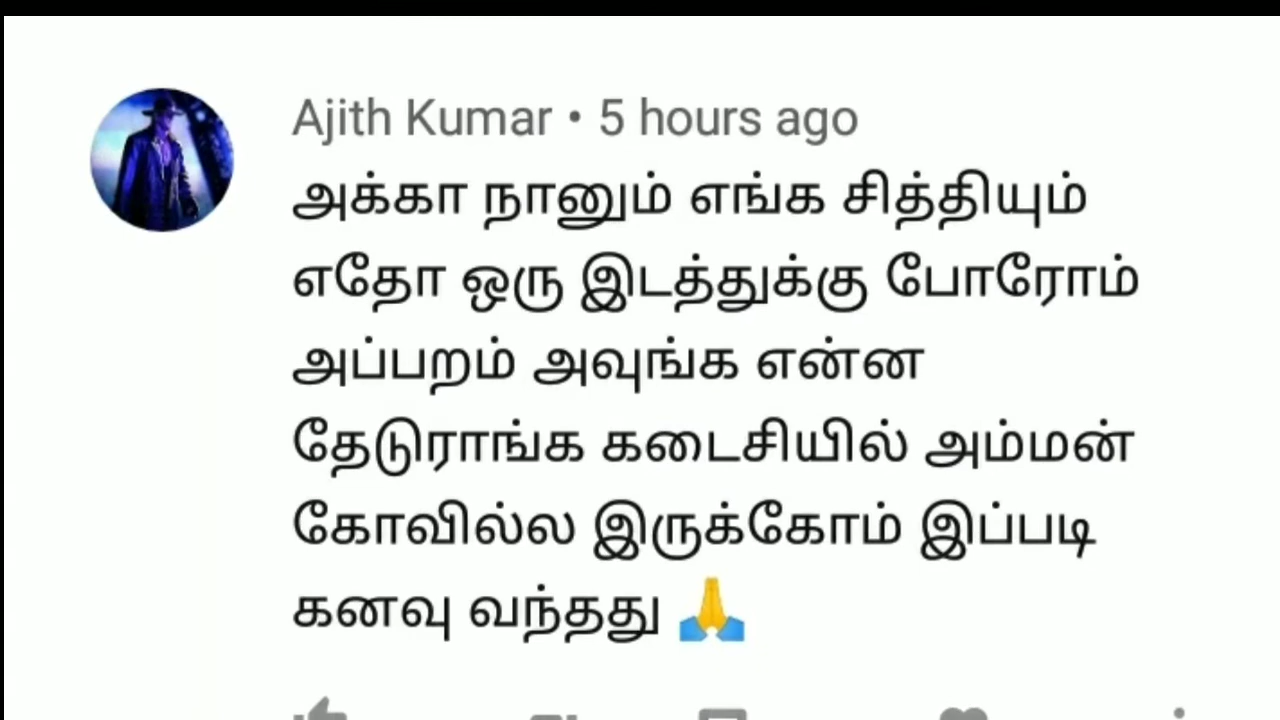 Ajith Kumar • 5 hours ago
அக்கா நானும் எங்க சித்தியும்
எதோ ஒரு இடத்துக்கு போரோம்
அப்பறம் அவுங்க என்ன
தேடுராங்க கடைசியில் அம்மன்
கோவில்ல இருக்கோம் இப்படி
கனவு வந்தது 🙏